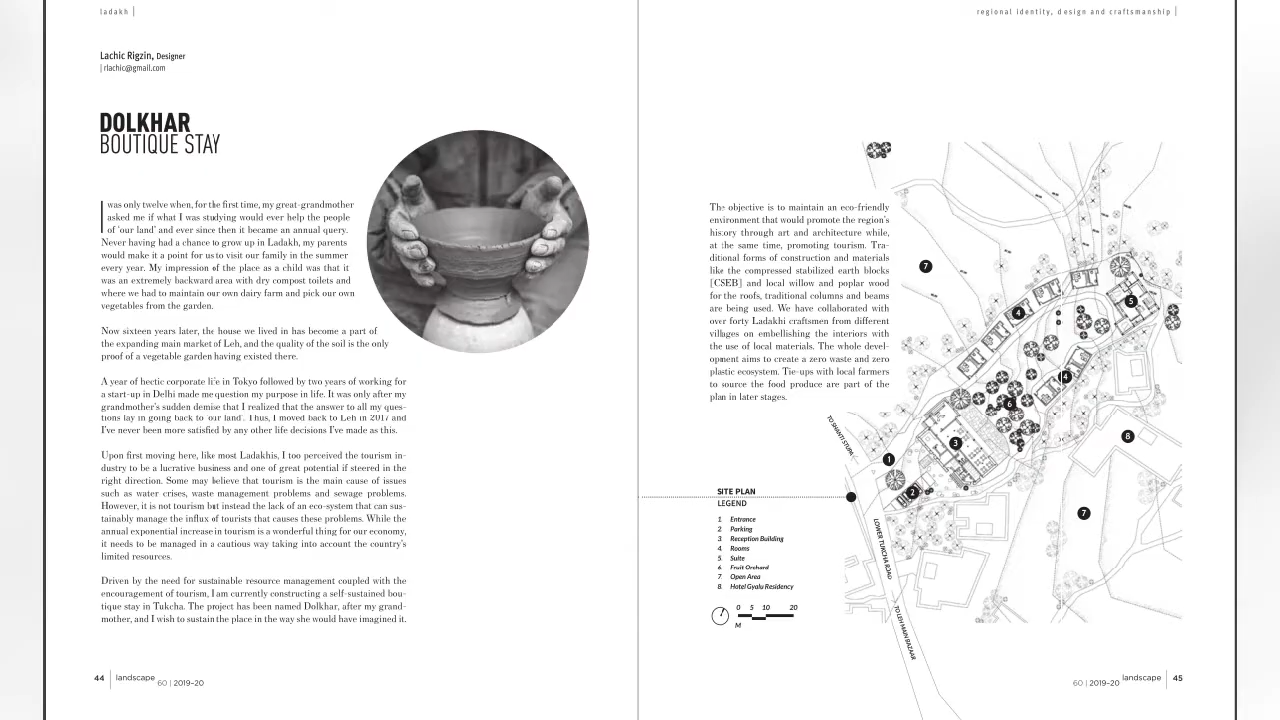 ladakh |
regional identity, design and craftsmanship |
Lachic Rigzin, Designer
| rlachic@gmail.com
DOLKHAR
BOUTIQUE STAY
I was only twelve when, for the first time, my great-grandmother
asked me if what I was studying would ever help the people
of 'our land' and ever since then it became an annual query.
Never having had a chance to grow up in Ladakh, my parents
would make it a point for us to visit our family in the summer
every year. My impression of the place as a child was that it
was an extremely backward area with dry compost toilets and
where we had to maintain our own dairy farm and pick our own
vegetables from the garden.
Now sixteen years later, the house we lived in has become a part of
the expanding main market of Leh, and the quality of the soil is the only
proof of a vegetable garden having existed there.
A year of hectic corporate life in Tokyo followed by two years of working for
a start-up in Delhi made me question my purpose in life. It was only after my
grandmother's sudden demise that I realized that the answer to all my ques-
tions lay in going back to 'our land'. Thus, I moved back to Leh in 2017 and
I've never been more satisfied by any other life decisions I've made as this.
Upon first moving here, like most Ladakhis, I too perceived the tourism in-
dustry to be a lucrative business and one of great potential if steered in the
right direction. Some may believe that tourism is the main cause of issues
such as water crises, waste management problems and sewage problems.
However, it is not tourism but instead the lack of an eco-system that can sus-
tainably manage the influx of tourists that causes these problems. While the
annual exponential increase in tourism is a wonderful thing for our economy,
it needs to be managed in a cautious way taking into account the country's
limited resources.
Driven by the need for sustainable resource management coupled with the
encouragement of tourism, I am currently constructing a self-sustained bou-
tique stay in Tukcha. The project has been named Dolkhar, after my grand-
mother, and I wish to sustain the place in the way she would have imagined it.
The objective is to maintain an eco-friendly
environment that would promote the region's
history through art and architecture while,
at the same time, promoting tourism. Tra-
ditional forms of construction and materials
like the compressed stabilized earth blocks
[CSEB] and local willow and poplar wood
for the roofs, traditional columns and beams
are being used. We have collaborated with
over forty Ladakhi craftsmen from different
villages on embellishing the interiors with
the use of local materials. The whole devel-
opment aims to create a zero waste and zero
plastic ecosystem. Tie-ups with local farmers
to source the food produce are part of the
plan in later stages.
7
5
4
4
6
8
3
1
2
7
TO SHANTI STUPA
LOWER TUKCHA ROAD
TO LEH MAIN BAZAAR
SITE PLAN
LEGEND
1 Entrance
2 Parking
3 Reception Building
4 Rooms
5 Suite
6 Fruit Orchard
7 Open Area
8 Hotel Gyalu Residency
0 5 10 20
M
44 | landscape 60 | 2019-20
60 | 2019-20 landscape | 45